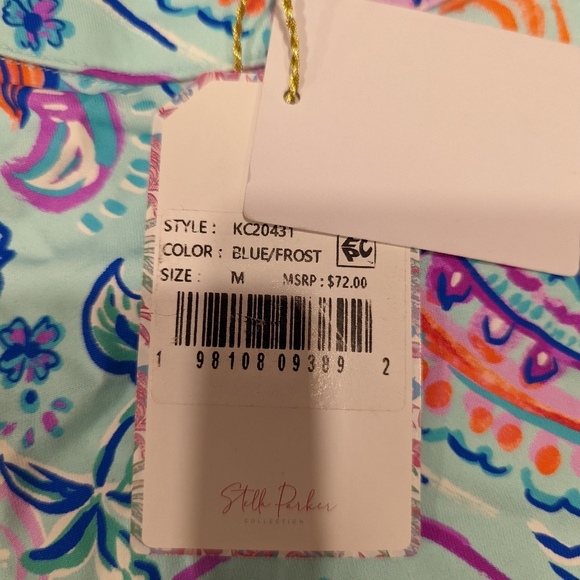 STYLE : KC20431
COLOR : BLUE/FROST
SIZE : M MSRP : $72.00
1 98108 09389 2
Stella Parker
COLLECTION